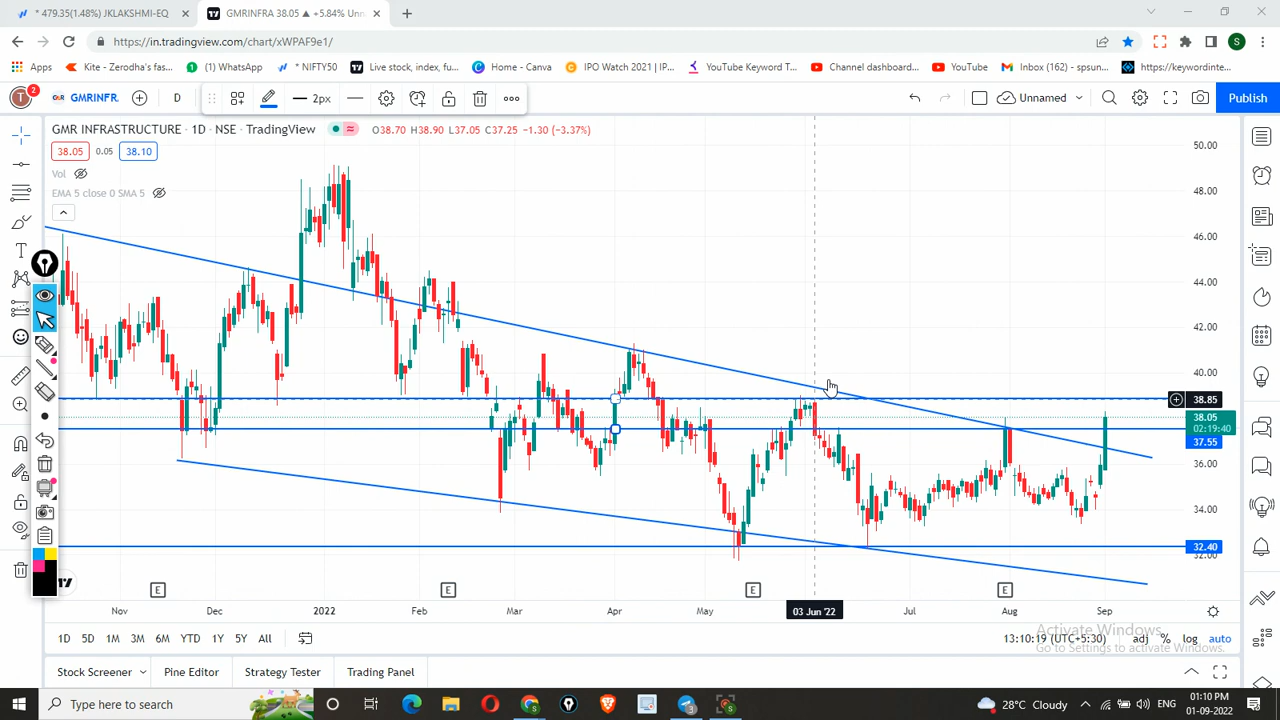 * 479.35(1.48%) JKLAKSHMI-EQ
GMRINFRA 38.05 ▲ +5.84% Unn
https://in.tradingview.com/chart/xWPAF9e1/
S
Apps
Kite - Zerodha's fas...
(1) WhatsApp
* NIFTY50
Live stock, index, fu...
Home - Canva
IPO Watch 2021 | IP...
YouTube Keyword T...
Channel dashboard...
YouTube
Inbox (162) - spsun...
https://keywordinte...
T
2
GMRINFR.
D
2px
Unnamed
Publish
GMR INFRASTRUCTURE · 1D · NSE · TradingView
O38.70 H38.90 L37.05 C37.25 −1.30 (−3.37%)
38.05
0.05
38.10
Vol
EMA 5 close 0 SMA 5
50.00
48.00
46.00
44.00
42.00
40.00
38.85
38.05
02:19:40
37.55
36.00
34.00
32.40
32.00
E
E
E
E
Nov
Dec
2022
Feb
Mar
Apr
May
03 Jun '22
Jul
Aug
Sep
1D
5D
1M
3M
6M
YTD
1Y
5Y
All
13:10:19 (UTC+5:30)
adj
%
log
auto
Activate Windows
Go to Settings to activate Windows.
Stock Screener
Pine Editor
Strategy Tester
Trading Panel
Type here to search
28°C Cloudy
ENG
01:10 PM
01-09-2022